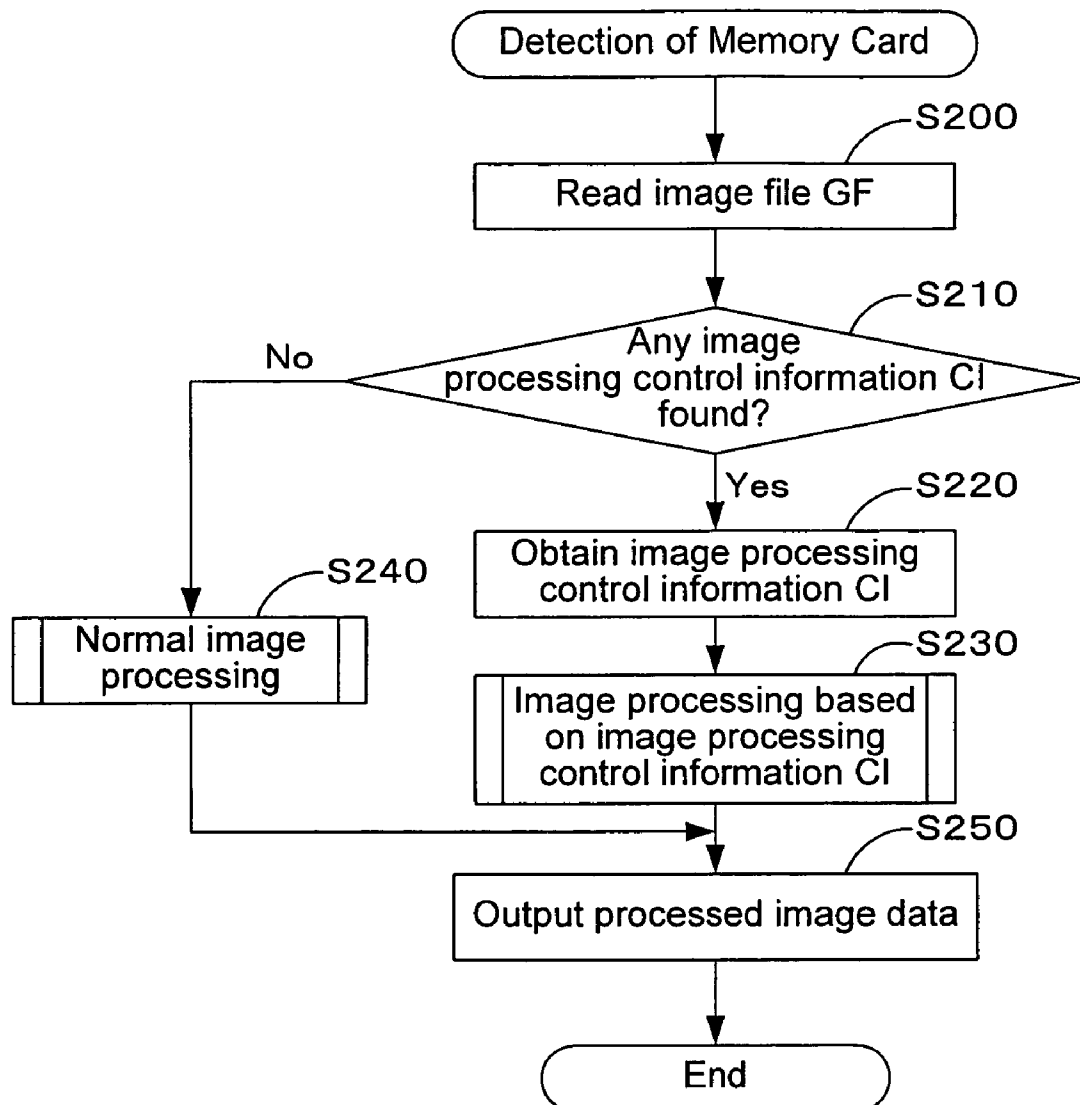 Detection of Memory Card
S200
Read image file GF
S210
Any image
processing control information CI
found?
No
Yes
S220
Obtain image processing
control information CI
S240
Normal image
processing
S230
Image processing based
on image processing
control information CI
S250
Output processed image data
End